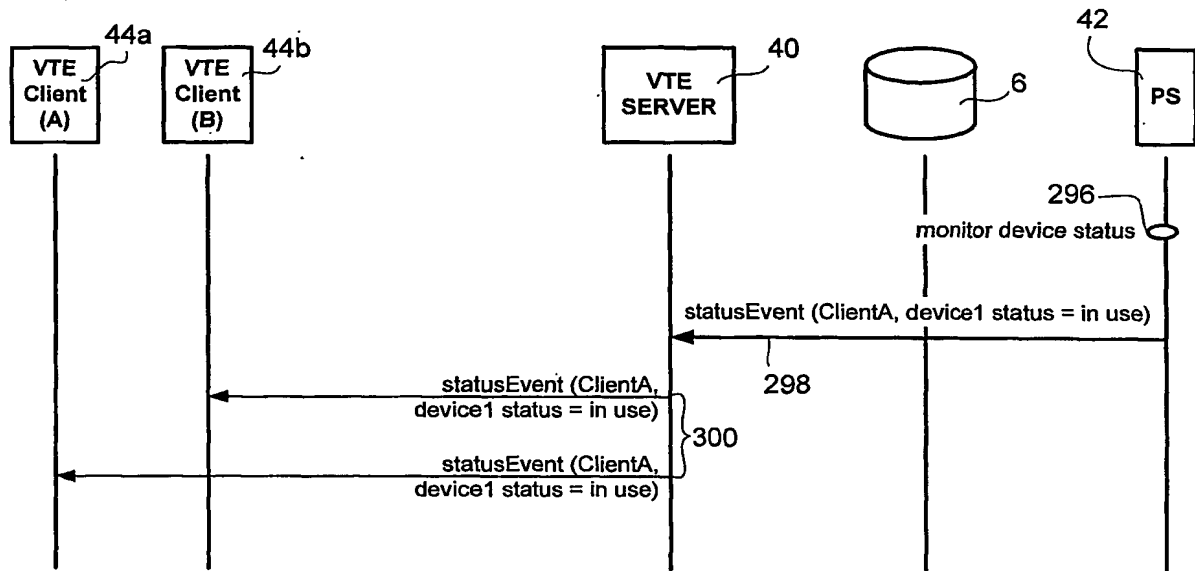 44a
44b
40
6
42
VTE
Client
(A)
VTE
Client
(B)
VTE
SERVER
PS
296
monitor device status
statusEvent (ClientA, device1 status = in use)
298
statusEvent (ClientA,
device1 status = in use)
300
statusEvent (ClientA,
device1 status = in use)